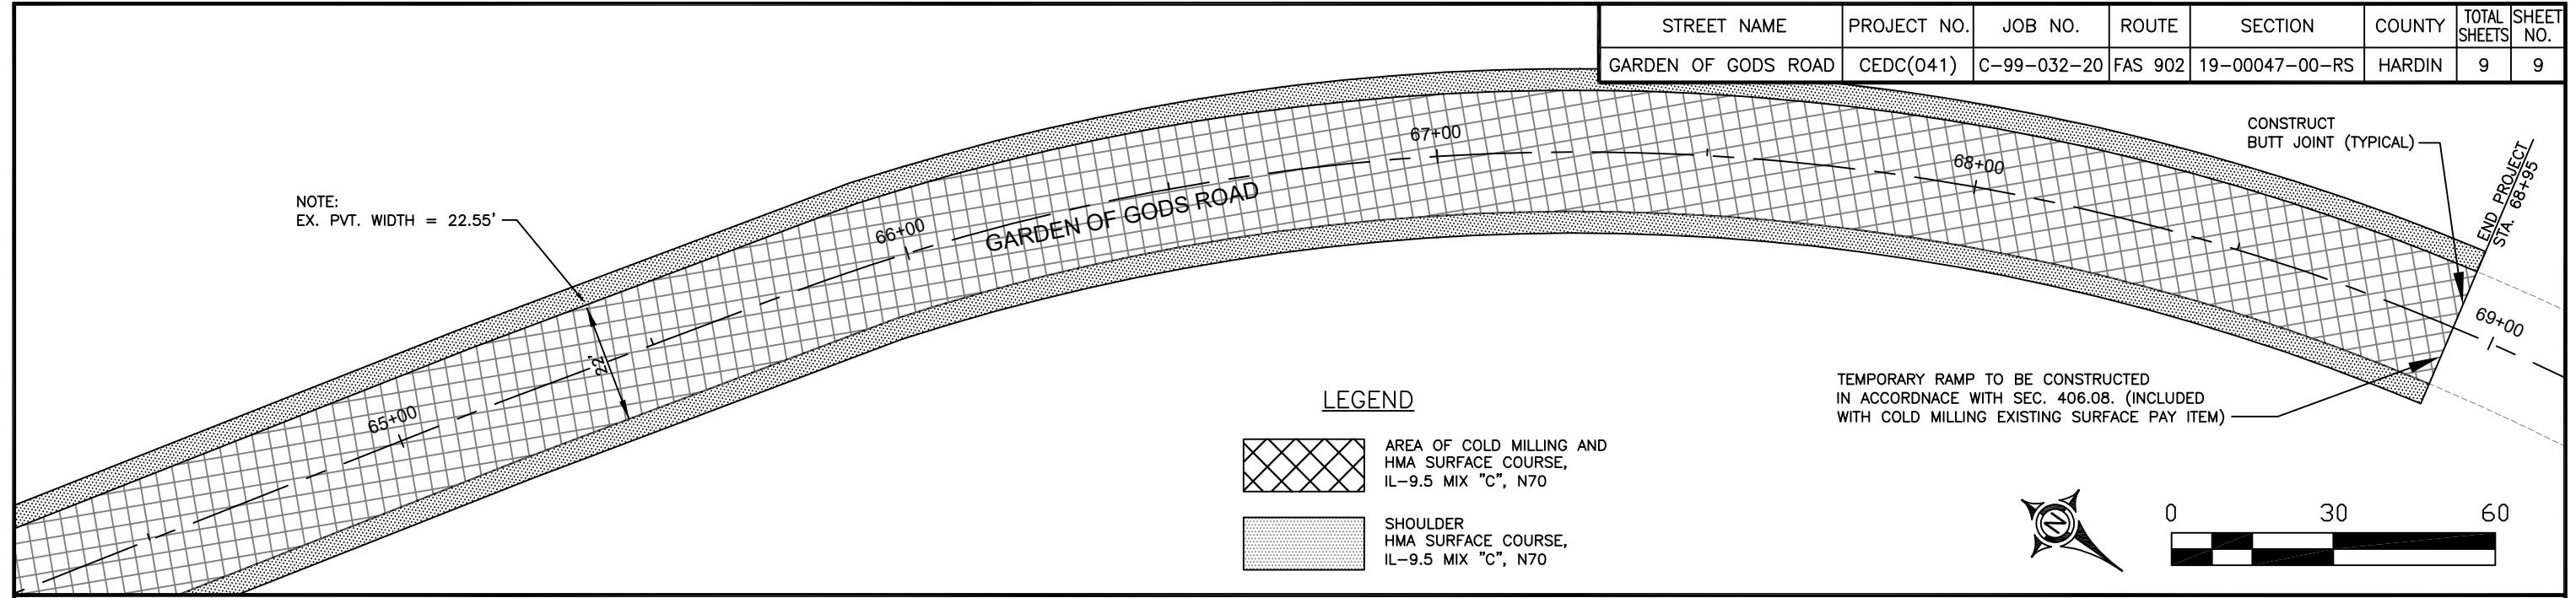 STREET NAME PROJECT NO. JOB NO. ROUTE SECTION COUNTY TOTAL SHEETS SHEET NO.
GARDEN OF GODS ROAD CEDC(041) C-99-032-20 FAS 902 19-00047-00-RS HARDIN 9 9
CONSTRUCT
BUTT JOINT (TYPICAL)
END PROJECT
STA. 68+95
NOTE:
EX. PVT. WIDTH = 22.55'
22'
65+00
66+00
GARDEN OF GODS ROAD
67+00
68+00
69+00
TEMPORARY RAMP TO BE CONSTRUCTED
IN ACCORDNACE WITH SEC. 406.08. (INCLUDED
WITH COLD MILLING EXISTING SURFACE PAY ITEM)
LEGEND
AREA OF COLD MILLING AND
HMA SURFACE COURSE,
IL-9.5 MIX "C", N70
SHOULDER
HMA SURFACE COURSE,
IL-9.5 MIX "C", N70
N
0 30 60